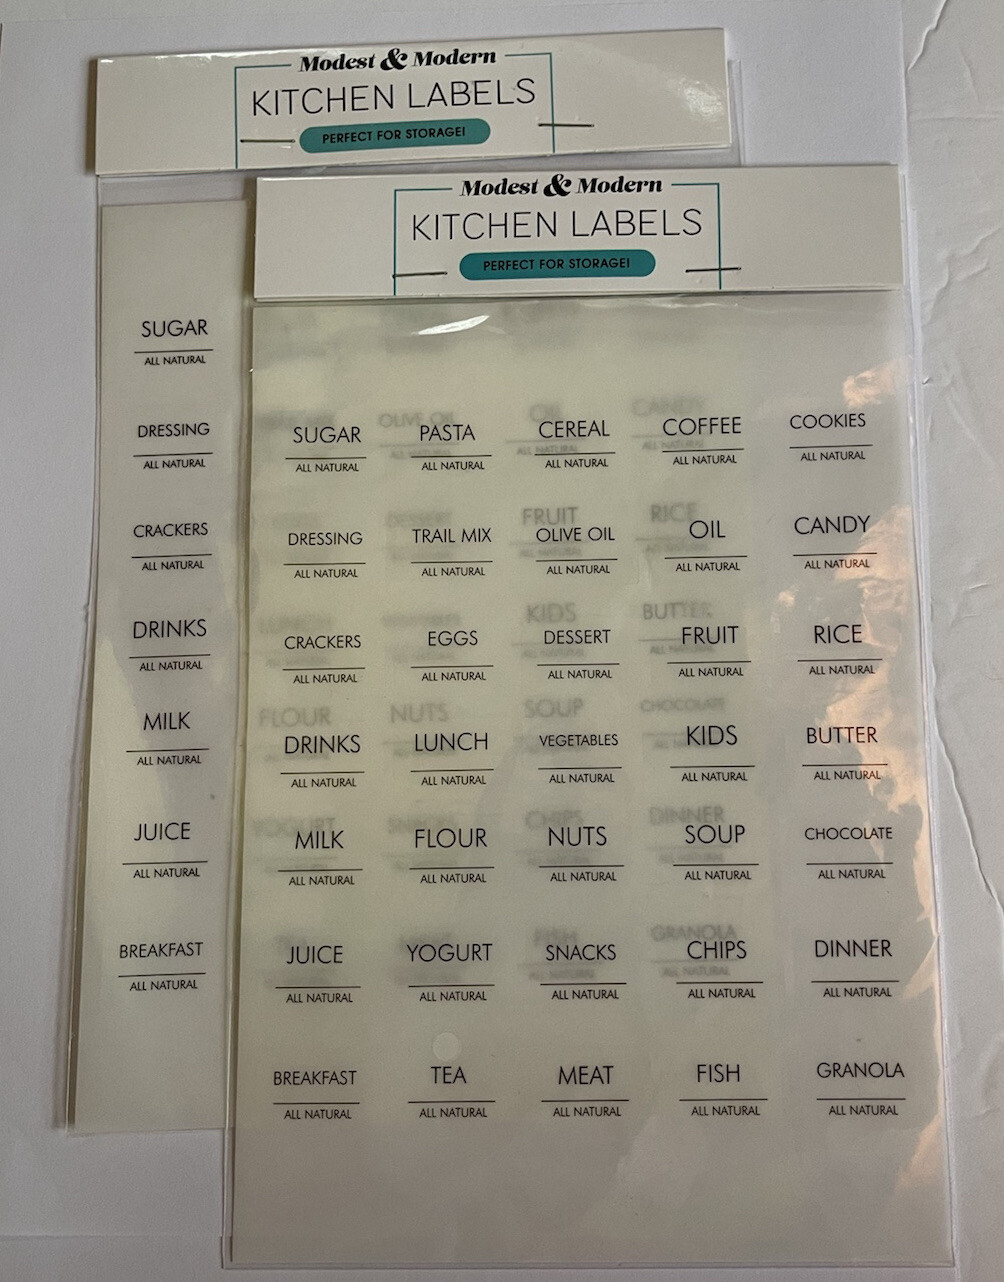 Modest & Modern
KITCHEN LABELS
PERFECT FOR STORAGE!
SUGAR
ALL NATURAL
DRESSING
ALL NATURAL
CRACKERS
ALL NATURAL
DRINKS
ALL NATURAL
MILK
ALL NATURAL
JUICE
ALL NATURAL
BREAKFAST
ALL NATURAL
Modest & Modern
KITCHEN LABELS
PERFECT FOR STORAGE!
SUGAR PASTA CEREAL COFFEE COOKIES
ALL NATURAL ALL NATURAL ALL NATURAL ALL NATURAL ALL NATURAL
DRESSING TRAIL MIX OLIVE OIL OIL CANDY
ALL NATURAL ALL NATURAL ALL NATURAL ALL NATURAL ALL NATURAL
CRACKERS EGGS DESSERT FRUIT RICE
ALL NATURAL ALL NATURAL ALL NATURAL ALL NATURAL ALL NATURAL
DRINKS LUNCH VEGETABLES KIDS BUTTER
ALL NATURAL ALL NATURAL ALL NATURAL ALL NATURAL ALL NATURAL
MILK FLOUR NUTS SOUP CHOCOLATE
ALL NATURAL ALL NATURAL ALL NATURAL ALL NATURAL ALL NATURAL
JUICE YOGURT SNACKS CHIPS DINNER
ALL NATURAL ALL NATURAL ALL NATURAL ALL NATURAL ALL NATURAL
BREAKFAST TEA MEAT FISH GRANOLA
ALL NATURAL ALL NATURAL ALL NATURAL ALL NATURAL ALL NATURAL